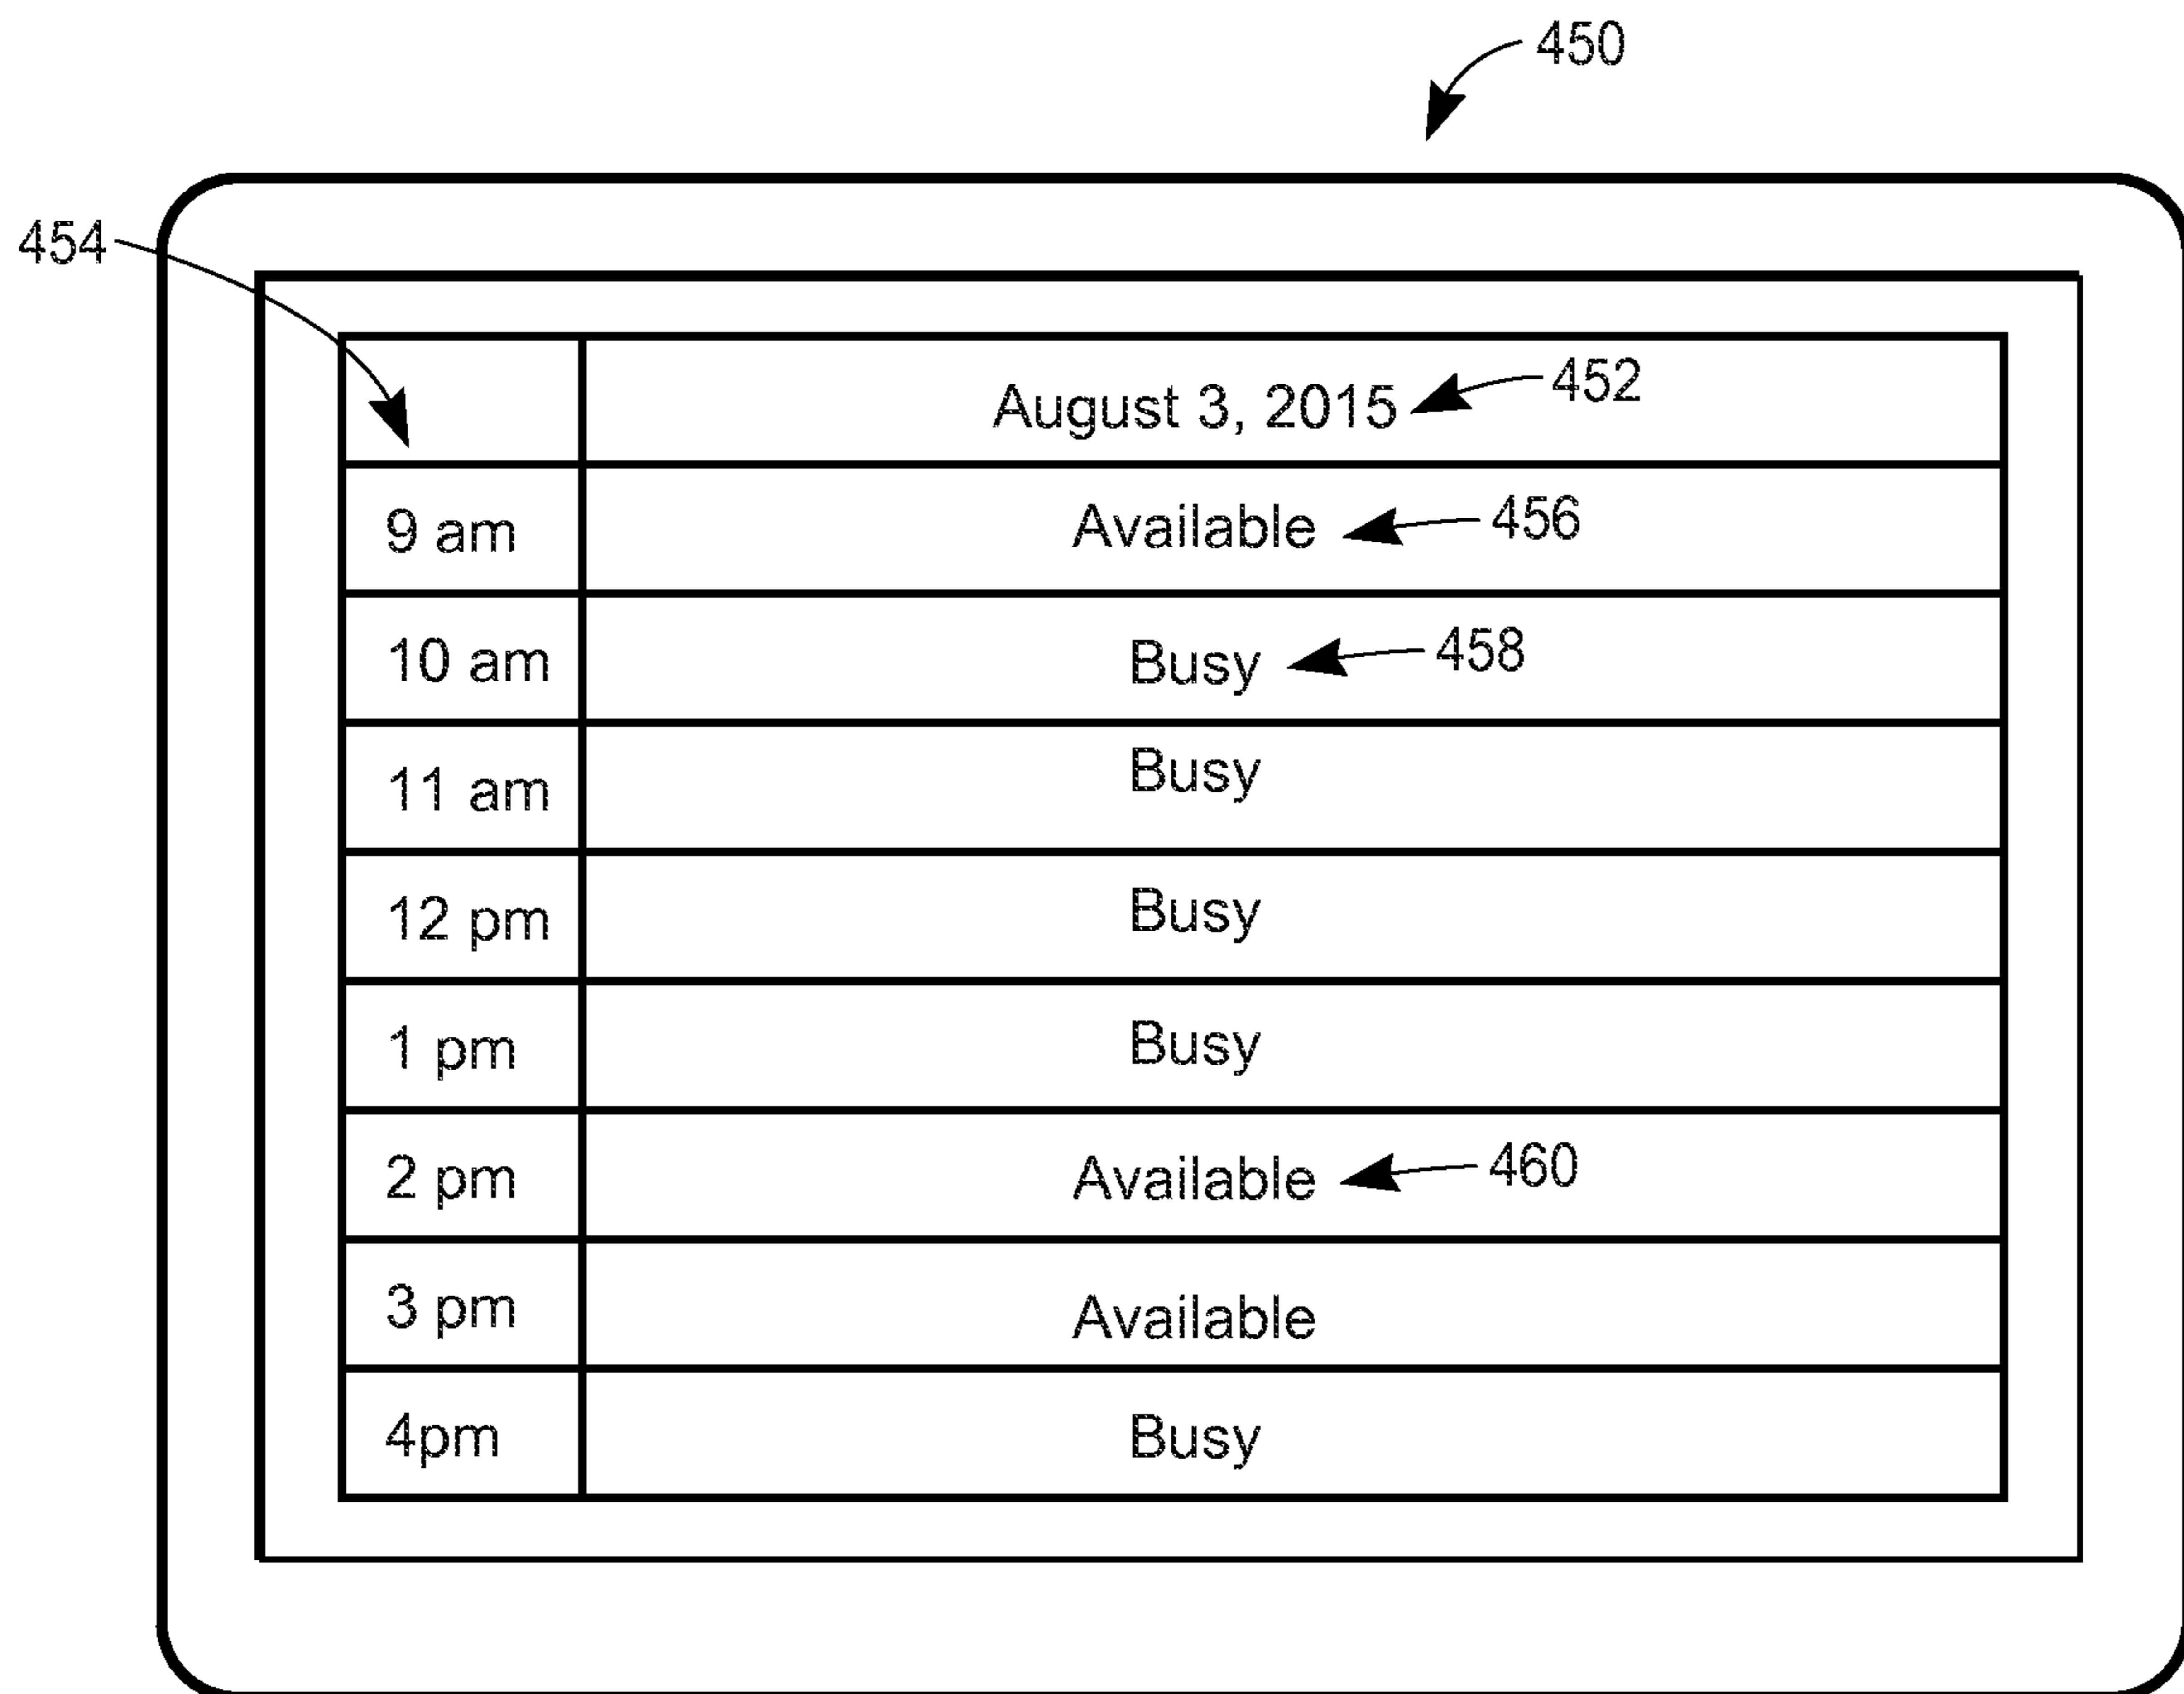 450
454
August 3, 2015 452
9 am Available 456
10 am Busy 458
11 am Busy
12 pm Busy
1 pm Busy
2 pm Available 460
3 pm Available
4pm Busy